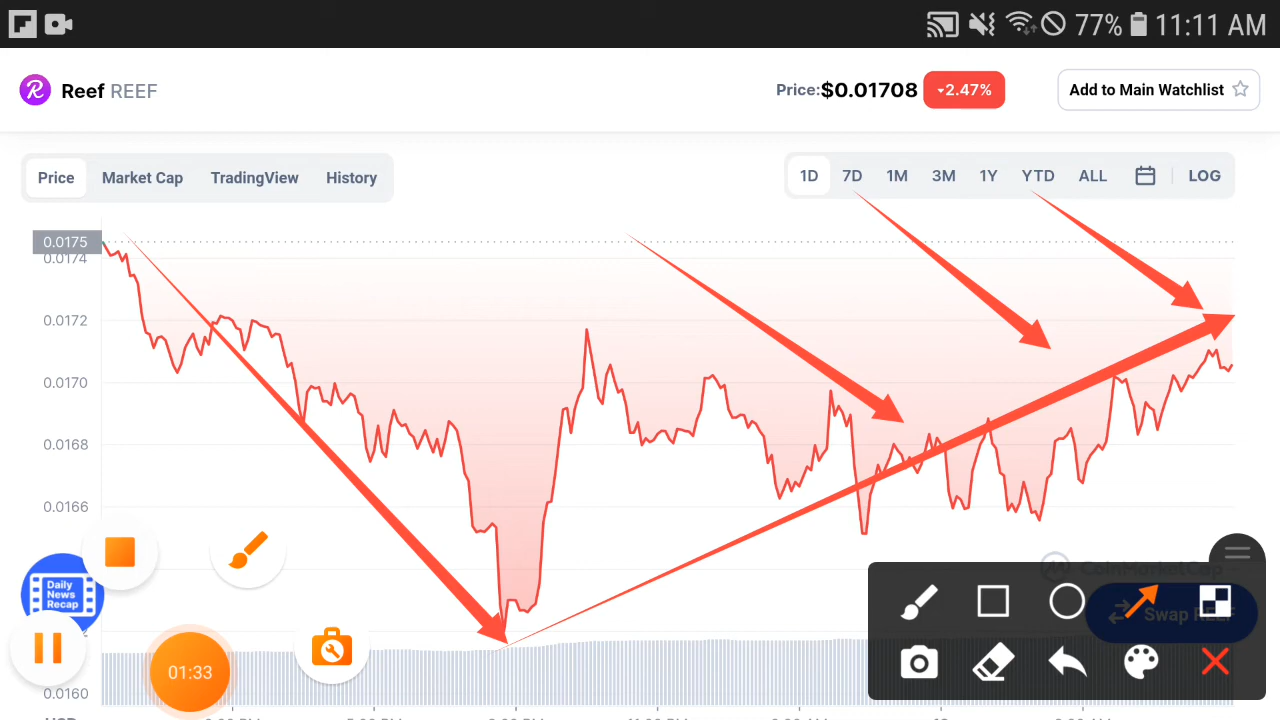 77% 11:11 AM
Reef REEF
Price:$0.01708 2.47%
Add to Main Watchlist
Price Market Cap TradingView History
1D 7D 1M 3M 1Y YTD ALL LOG
0.0175
0.0174
0.0172
0.0170
0.0168
0.0166
0.0160
Daily
News
Recap
01:33
CoinMarketCap
Swap REEF